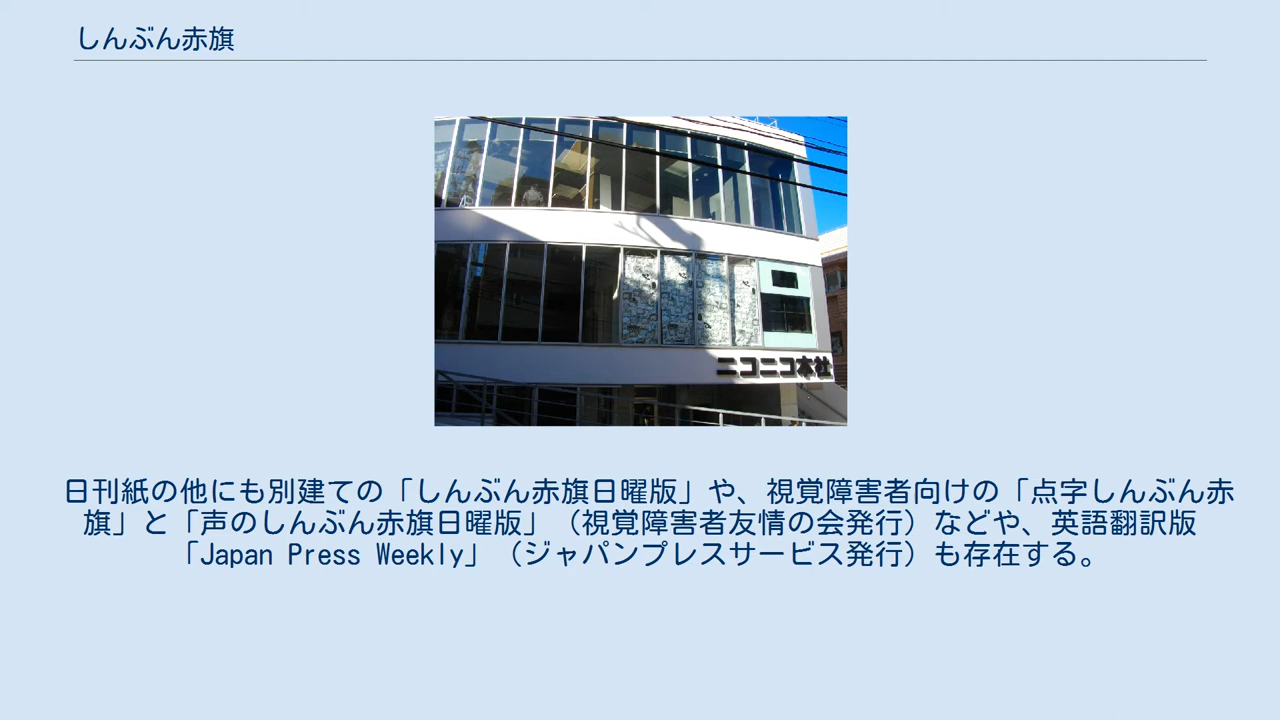 しんぶん赤旗
ニコニコ本社
日刊紙の他にも別建ての「しんぶん赤旗日曜版」や、視覚障害者向けの「点字しんぶん赤
旗」と「声のしんぶん赤旗日曜版」（視覚障害者友情の会発行）などや、英語翻訳版
「Japan Press Weekly」（ジャパンプレスサービス発行）も存在する。